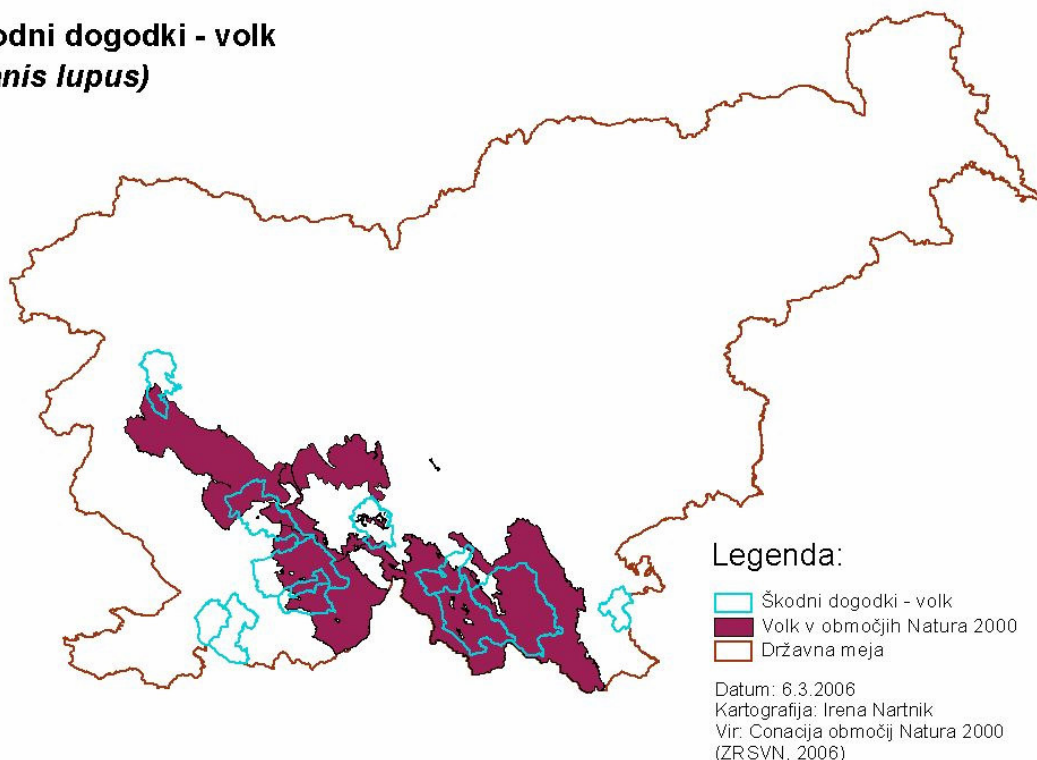 odni dogodki - volk
nis lupus)
Legenda:
Škodni dogodki - volk
Volk v območjih Natura 2000
Državna meja
Datum: 6.3.2006
Kartografija: Irena Nartnik
Vir: Conacija območij Natura 2000
(ZRSVN, 2006)